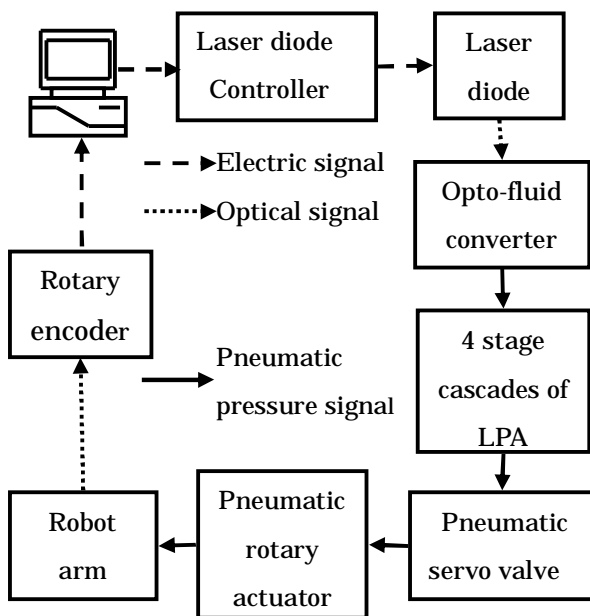 Laser diode
Controller
Laser
diode
Electric signal
Optical signal
Opto-fluid
converter
Rotary
encoder
Pneumatic
pressure signal
4 stage
cascades of
LPA
Robot
arm
Pneumatic
rotary
actuator
Pneumatic
servo valve